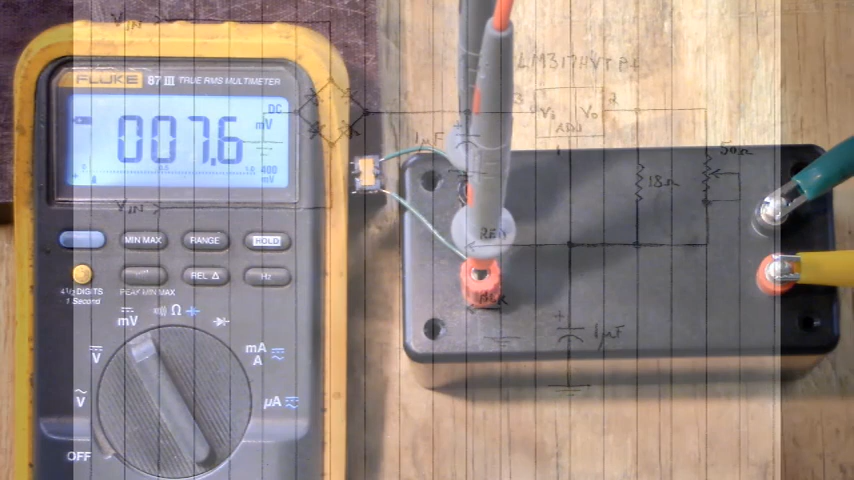 VIN
LM317HVT
FLUKE 87 III TRUE RMS MULTIMETER
DC
mV
007.6
400
mV
3
Vi
Vo
2
ADJ
1
1µF
50Ω
18Ω
VIN
MIN MAX
RANGE
HOLD
REL Δ
Hz
4½ DIGITS
1 Second
PEAK MIN MAX
RED
BLK
mV
Ω
V
mA
A
V
µA
OFF
+
1µF